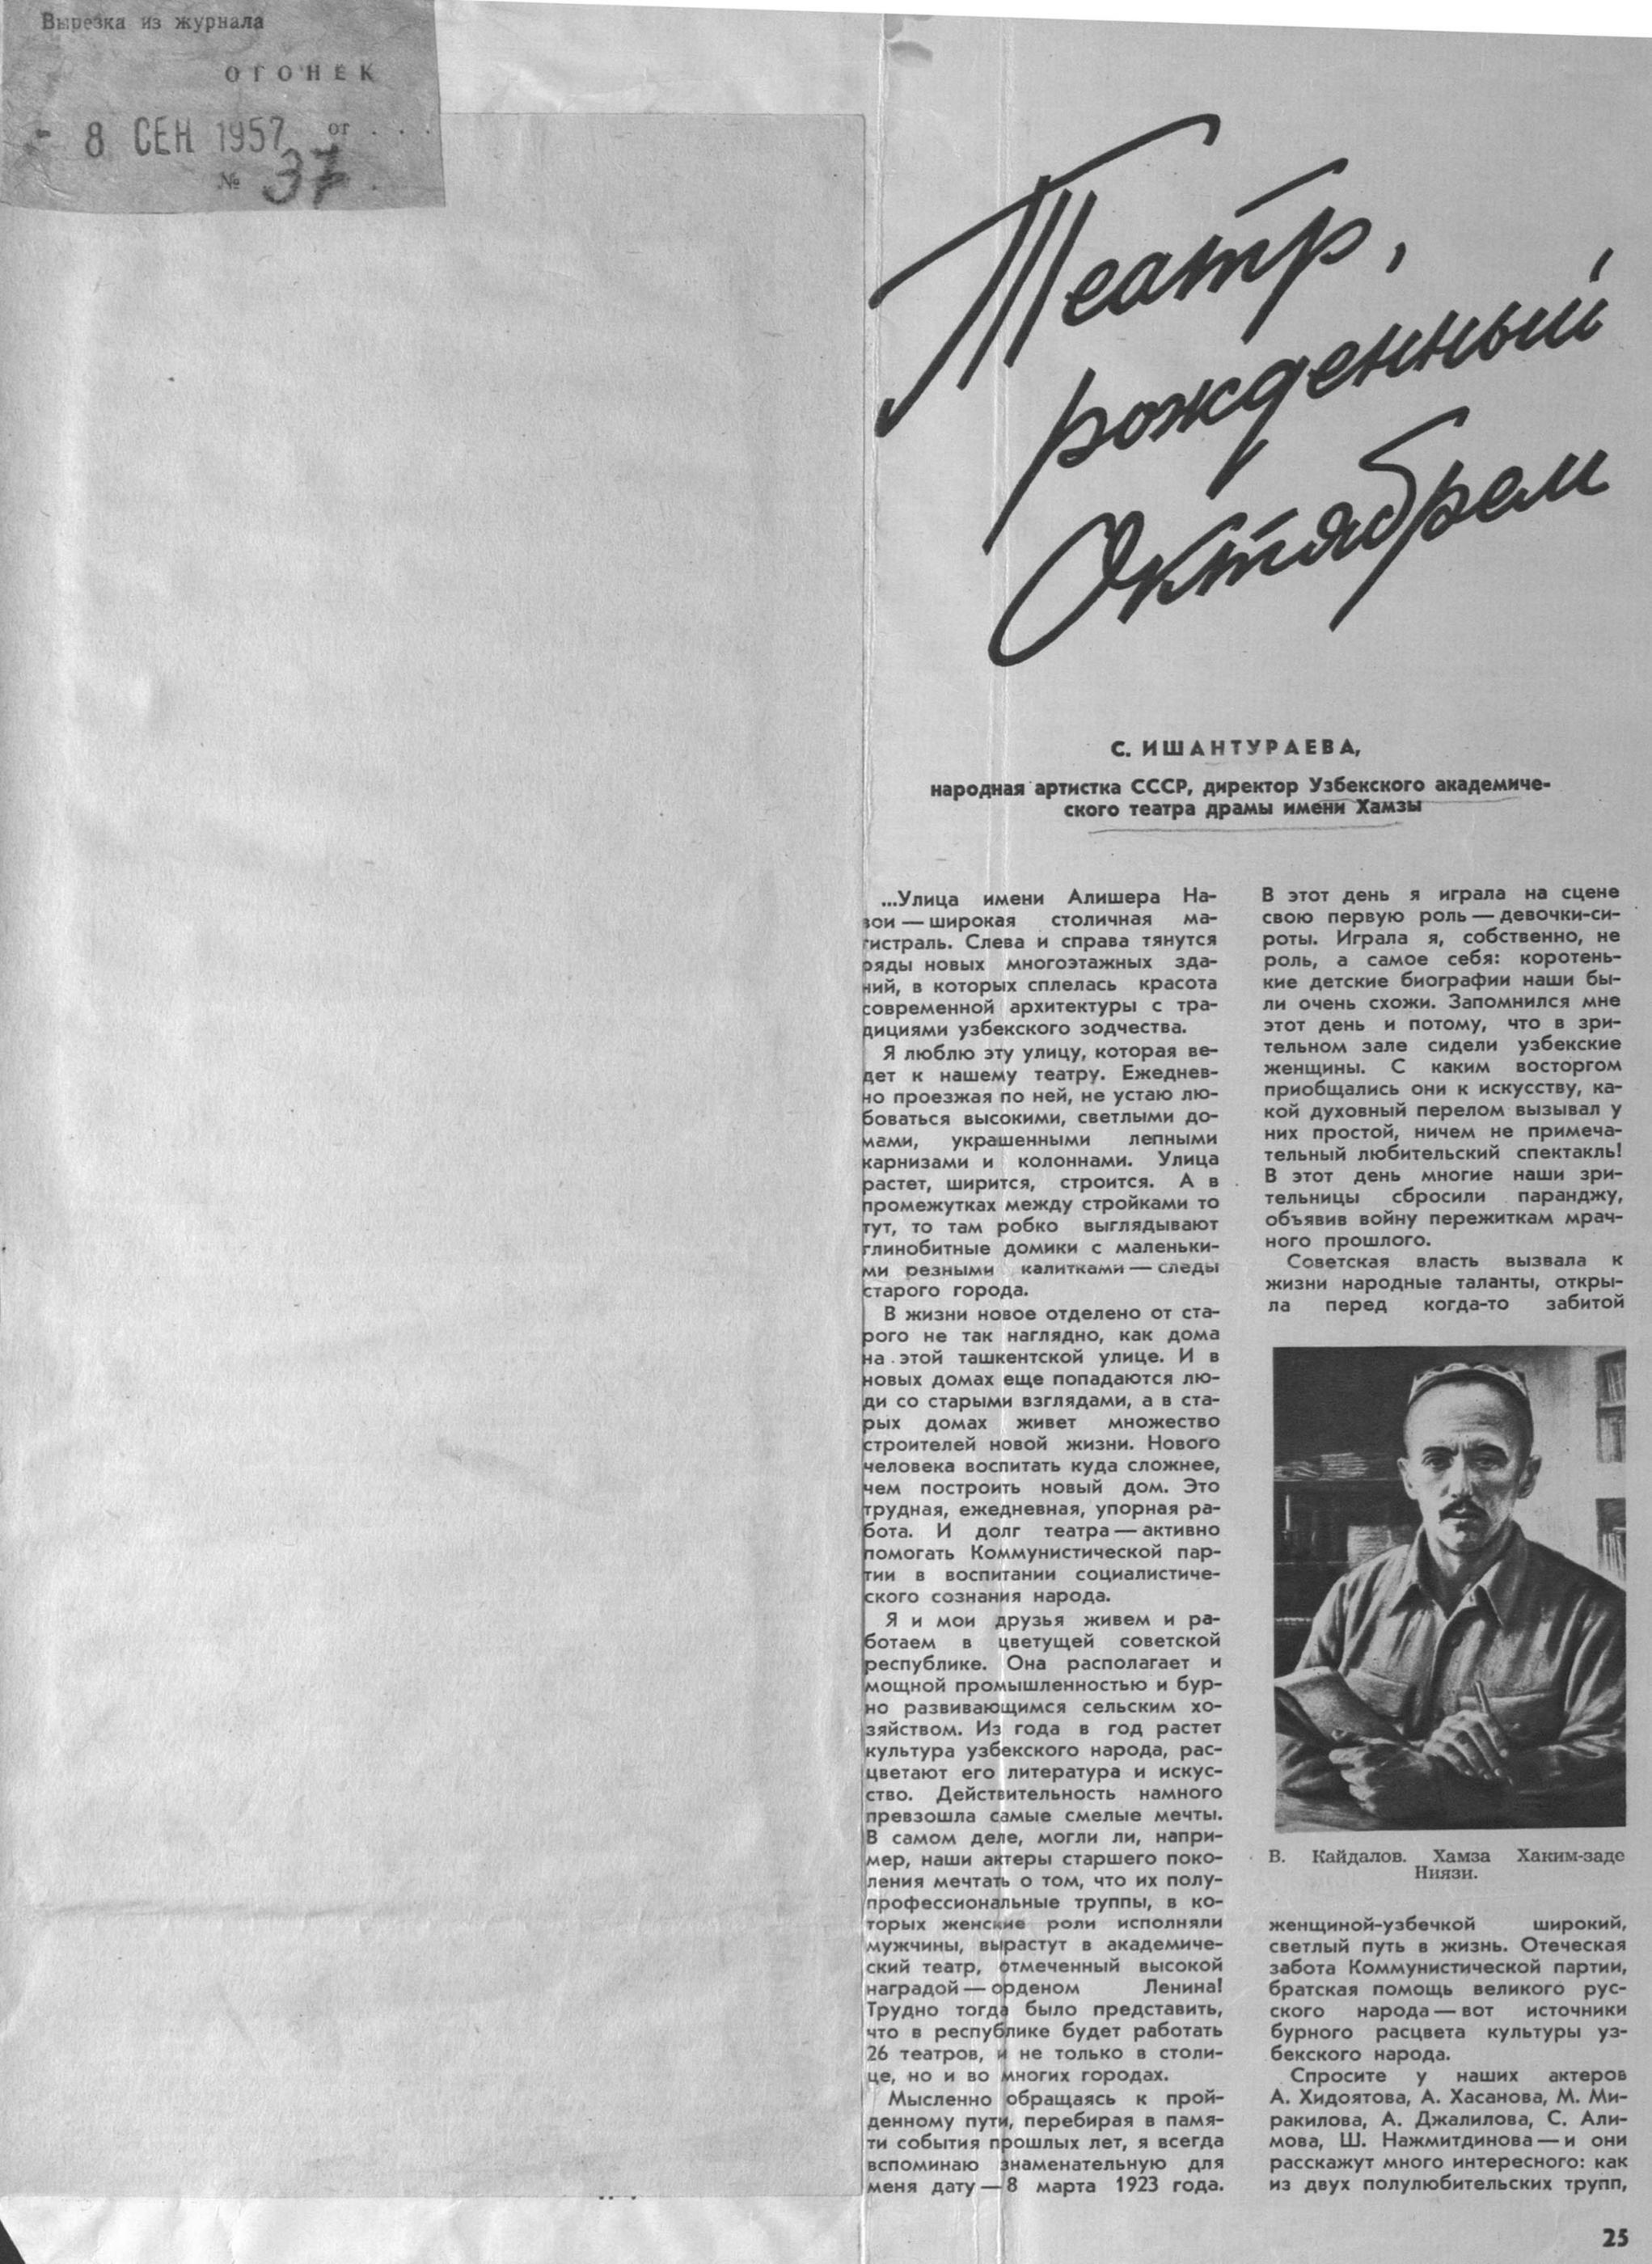 Вырезка из журнала
ОГОНЕК
- 8 СЕН 1957 от . . .
№ 37 .
Театр,
рожденный
Октябрем
С. ИШАНТУРАЕВА,
народная артистка СССР, директор Узбекского академиче-
ского театра драмы имени Хамзы
...Улица имени Алишера На-
вои — широкая столичная ма-
гистраль. Слева и справа тянутся
ряды новых многоэтажных зда-
ний, в которых сплелась красота
современной архитектуры с тра-
дициями узбекского зодчества.
Я люблю эту улицу, которая ве-
дет к нашему театру. Ежеднев-
но проезжая по ней, не устаю лю-
боваться высокими, светлыми до-
мами, украшенными лепными
карнизами и колоннами. Улица
растет, ширится, строится. А в
промежутках между стройками то
тут, то там робко выглядывают
глинобитные домики с маленьки-
ми резными калитками — следы
старого города.
В жизни новое отделено от ста-
рого не так наглядно, как дома
на этой ташкентской улице. И в
новых домах еще попадаются лю-
ди со старыми взглядами, а в ста-
рых домах живет множество
строителей новой жизни. Нового
человека воспитать куда сложнее,
чем построить новый дом. Это
трудная, ежедневная, упорная ра-
бота. И долг театра — активно
помогать Коммунистической пар-
тии в воспитании социалистиче-
ского сознания народа.
Я и мои друзья живем и ра-
ботаем в цветущей советской
республике. Она располагает и
мощной промышленностью и бур-
но развивающимся сельским хо-
зяйством. Из года в год растет
культура узбекского народа, рас-
цветают его литература и искус-
ство. Действительность намного
превзошла самые смелые мечты.
В самом деле, могли ли, напри-
мер, наши актеры старшего поко-
ления мечтать о том, что их полу-
профессиональные труппы, в ко-
торых женские роли исполняли
мужчины, вырастут в академиче-
ский театр, отмеченный высокой
наградой — орденом Ленина!
Трудно тогда было представить,
что в республике будет работать
26 театров, и не только в столи-
це, но и во многих городах.
Мысленно обращаясь к прой-
денному пути, перебирая в памя-
ти события прошлых лет, я всегда
вспоминаю знаменательную для
меня дату — 8 марта 1923 года.
В этот день я играла на сцене
свою первую роль — девочки-си-
роты. Играла я, собственно, не
роль, а самое себя: коротень-
кие детские биографии наши бы-
ли очень схожи. Запомнился мне
этот день и потому, что в зри-
тельном зале сидели узбекские
женщины. С каким восторгом
приобщались они к искусству, ка-
кой духовный перелом вызывал у
них простой, ничем не примеча-
тельный любительский спектакль!
В этот день многие наши зри-
тельницы сбросили паранджу,
объявив войну пережиткам мрач-
ного прошлого.
Советская власть вызвала к
жизни народные таланты, откры-
ла перед когда-то забитой
В. Кайдалов. Хамза Хаким-заде
Ниязи.
женщиной-узбечкой широкий,
светлый путь в жизнь. Отеческая
забота Коммунистической партии,
братская помощь великого рус-
ского народа — вот источники
бурного расцвета культуры уз-
бекского народа.
Спросите у наших актеров
А. Хидоятова, А. Хасанова, М. Ми-
ракилова, А. Джалилова, С. Али-
мова, Ш. Нажмитдинова — и они
расскажут много интересного: как
из двух полулюбительских трупп,
25